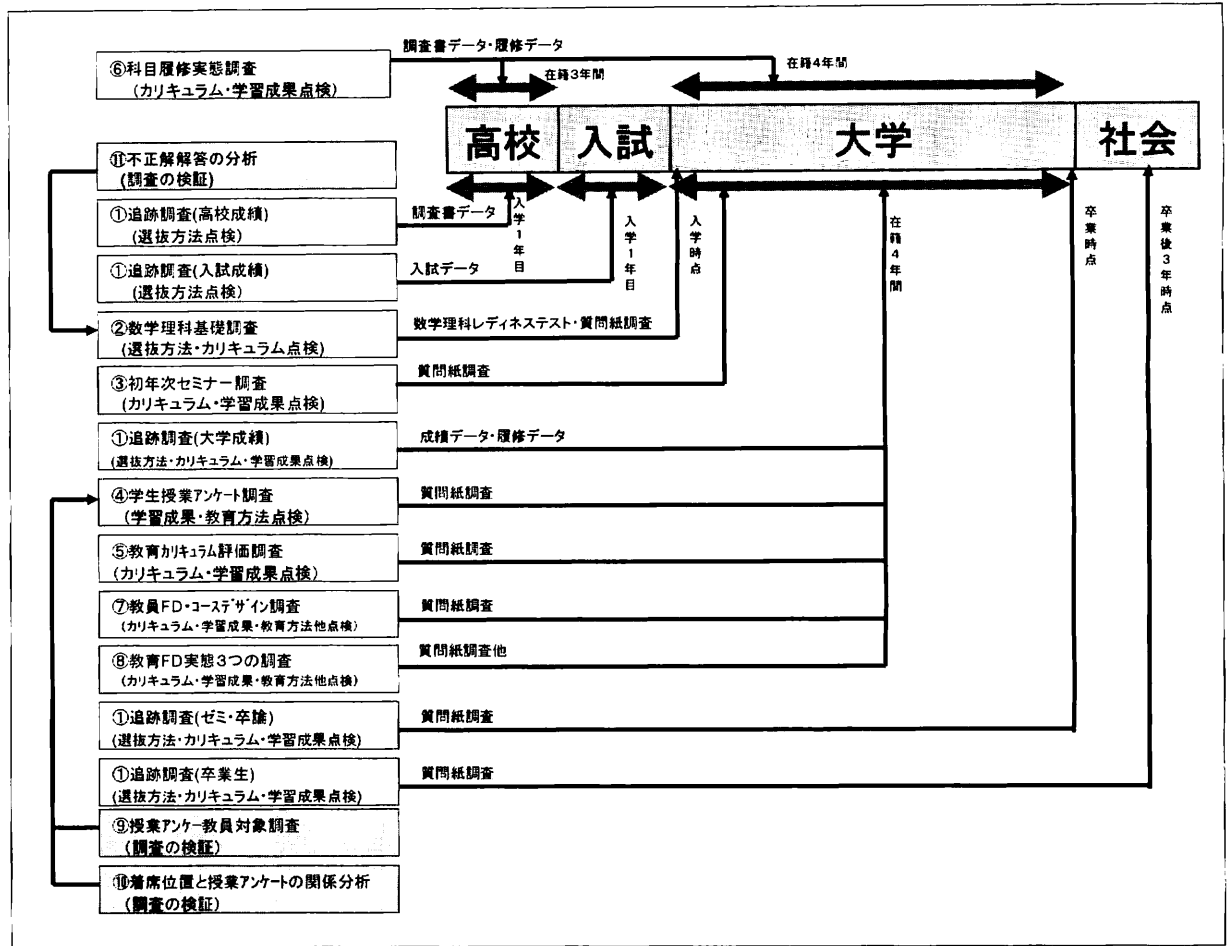 調査書データ・履修データ
⑥科目履修実態調査
(カリキュラム・学習成果点検)
在籍3年間
在籍4年間
高校
入試
大学
社会
⑪不正解解答の分析
(調査の検証)
①追跡調査(高校成績)
(選抜方法点検)
調査書データ
入学1年目
入学1年目
入学時点
在籍4年間
卒業時点
卒業後3年時点
①追跡調査(入試成績)
(選抜方法点検)
入試データ
②数学理科基礎調査
(選抜方法・カリキュラム点検)
数学理科レディネステスト・質問紙調査
③初年次セミナー調査
(カリキュラム・学習成果点検)
質問紙調査
①追跡調査(大学成績)
(選抜方法・カリキュラム・学習成果点検)
成績データ・履修データ
④学生授業アンケート調査
(学習成果・教育方法点検)
質問紙調査
⑤教育カリキュラム評価調査
(カリキュラム・学習成果点検)
質問紙調査
⑦教員FD・コースデザイン調査
(カリキュラム・学習成果・教育方法他点検)
質問紙調査
⑧教育FD実態3つの調査
(カリキュラム・学習成果・教育方法他点検)
質問紙調査他
①追跡調査(ゼミ・卒論)
(選抜方法・カリキュラム・学習成果点検)
質問紙調査
①追跡調査(卒業生)
(選抜方法・カリキュラム・学習成果点検)
質問紙調査
⑨授業アンケー教員対象調査
(調査の検証)
⑩着席位置と授業アンケートの関係分析
(調査の検証)